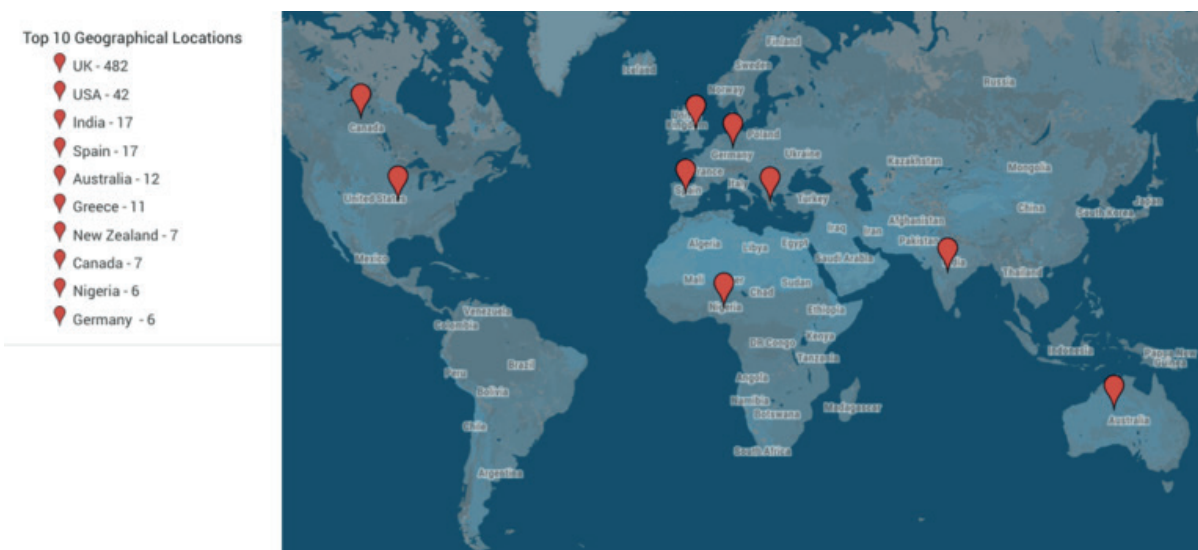 Top 10 Geographical Locations
UK - 482
USA - 42
India - 17
Spain - 17
Australia - 12
Greece - 11
New Zealand - 7
Canada - 7
Nigeria - 6
Germany - 6
Finland
Iceland
Sweden
Norway
Russia
Canada
Poland
Germany
Ukraine
Kazakhstan
Mongolia
Spain
Italy
Turkey
United States
China
South Korea
Japan
Afghanistan
Iraq
Iran
Pakistan
Algeria
Libya
Egypt
Saudi Arabia
Mexico
Mali
Chad
Sudan
Thailand
Nigeria
Ethiopia
Venezuela
Colombia
DR Congo
Kenya
Tanzania
Indonesia
Papua New
Guinea
Peru
Brazil
Angola
Bolivia
Namibia
Botswana
Madagascar
Australia
Chile
South Africa
Argentina